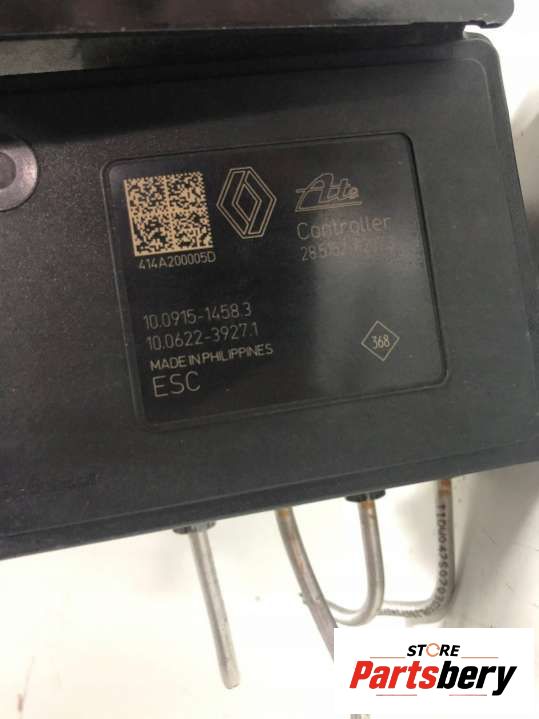 Ate
Controller
414A200005D
10.0915-1458.3
10.0622-3927.1
MADE IN PHILIPPINES
ESC
368
STORE
Partsbery